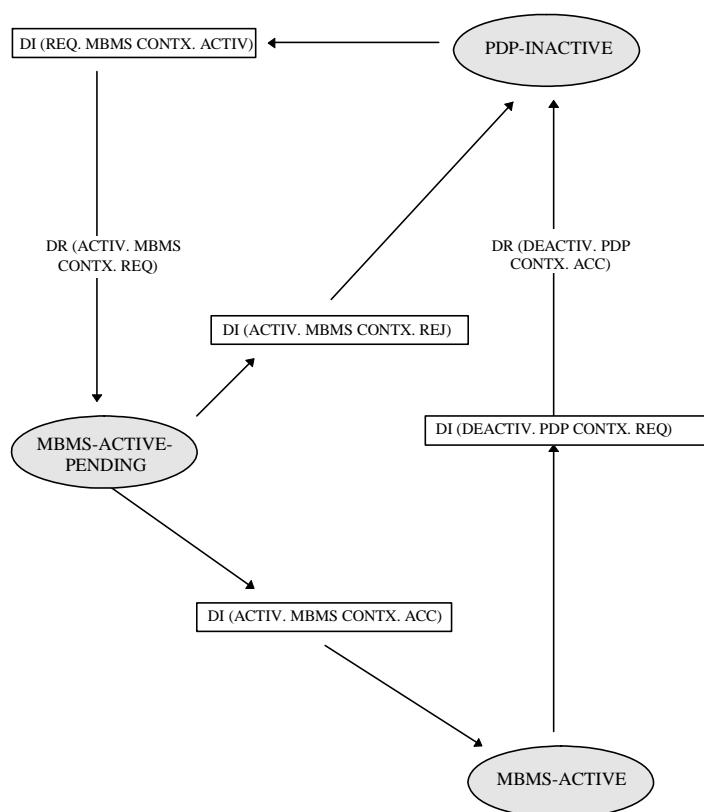 DI (REQ. MBMS CONTX. ACTIV)
PDP-INACTIVE
DR (ACTIV. MBMS
CONTX. REQ)
DR (DEACTIV. PDP
CONTX. ACC)
DI (ACTIV. MBMS CONTX. REJ)
MBMS-ACTIVE-
PENDING
DI (DEACTIV. PDP CONTX. REQ)
DI (ACTIV. MBMS CONTX. ACC)
MBMS-ACTIVE